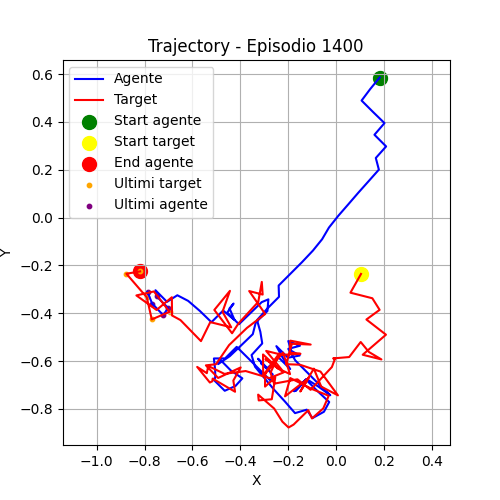 Trajectory - Episodio 1400
Agente
Target
Start agente
Start target
End agente
Ultimi target
Ultimi agente
0.6
0.4
0.2
0.0
−0.2
−0.4
−0.6
−0.8
Y
−1.0 −0.8 −0.6 −0.4 −0.2 0.0 0.2 0.4
X